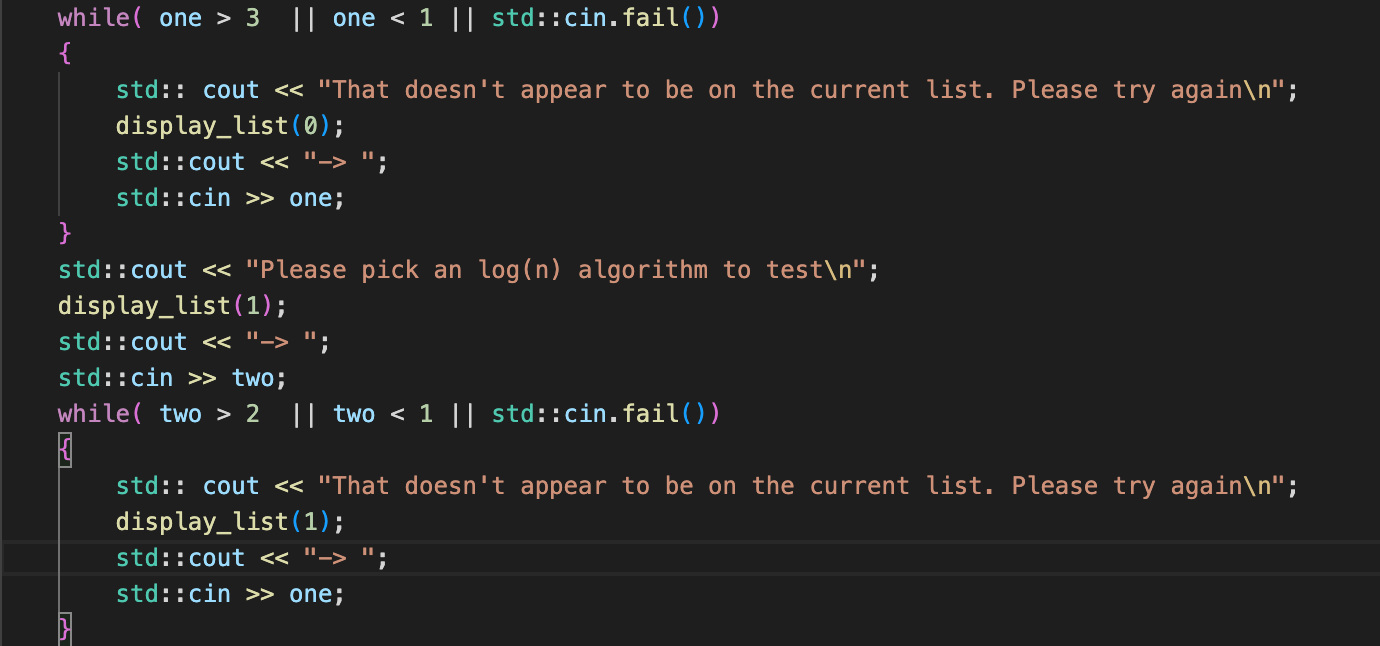 while( one > 3  || one < 1 || std::cin.fail())
{
    std:: cout << "That doesn't appear to be on the current list. Please try again\n";
    display_list(0);
    std::cout << "-> ";
    std::cin >> one;
}
std::cout << "Please pick an log(n) algorithm to test\n";
display_list(1);
std::cout << "-> ";
std::cin >> two;
while( two > 2  || two < 1 || std::cin.fail())
{
    std:: cout << "That doesn't appear to be on the current list. Please try again\n";
    display_list(1);
    std::cout << "-> ";
    std::cin >> one;
}